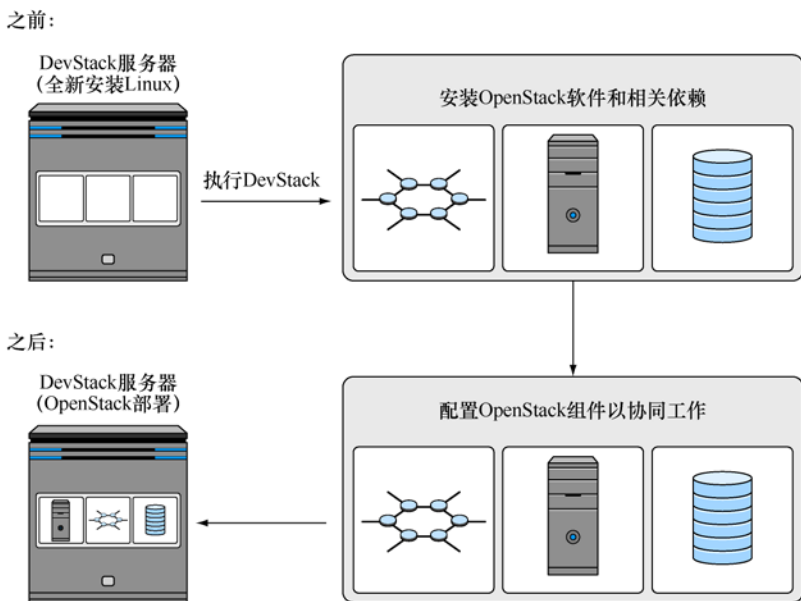 之前：
DevStack服务器
（全新安装Linux）
安装OpenStack软件和相关依赖
执行DevStack
之后：
DevStack服务器
（OpenStack部署）
配置OpenStack组件以协同工作